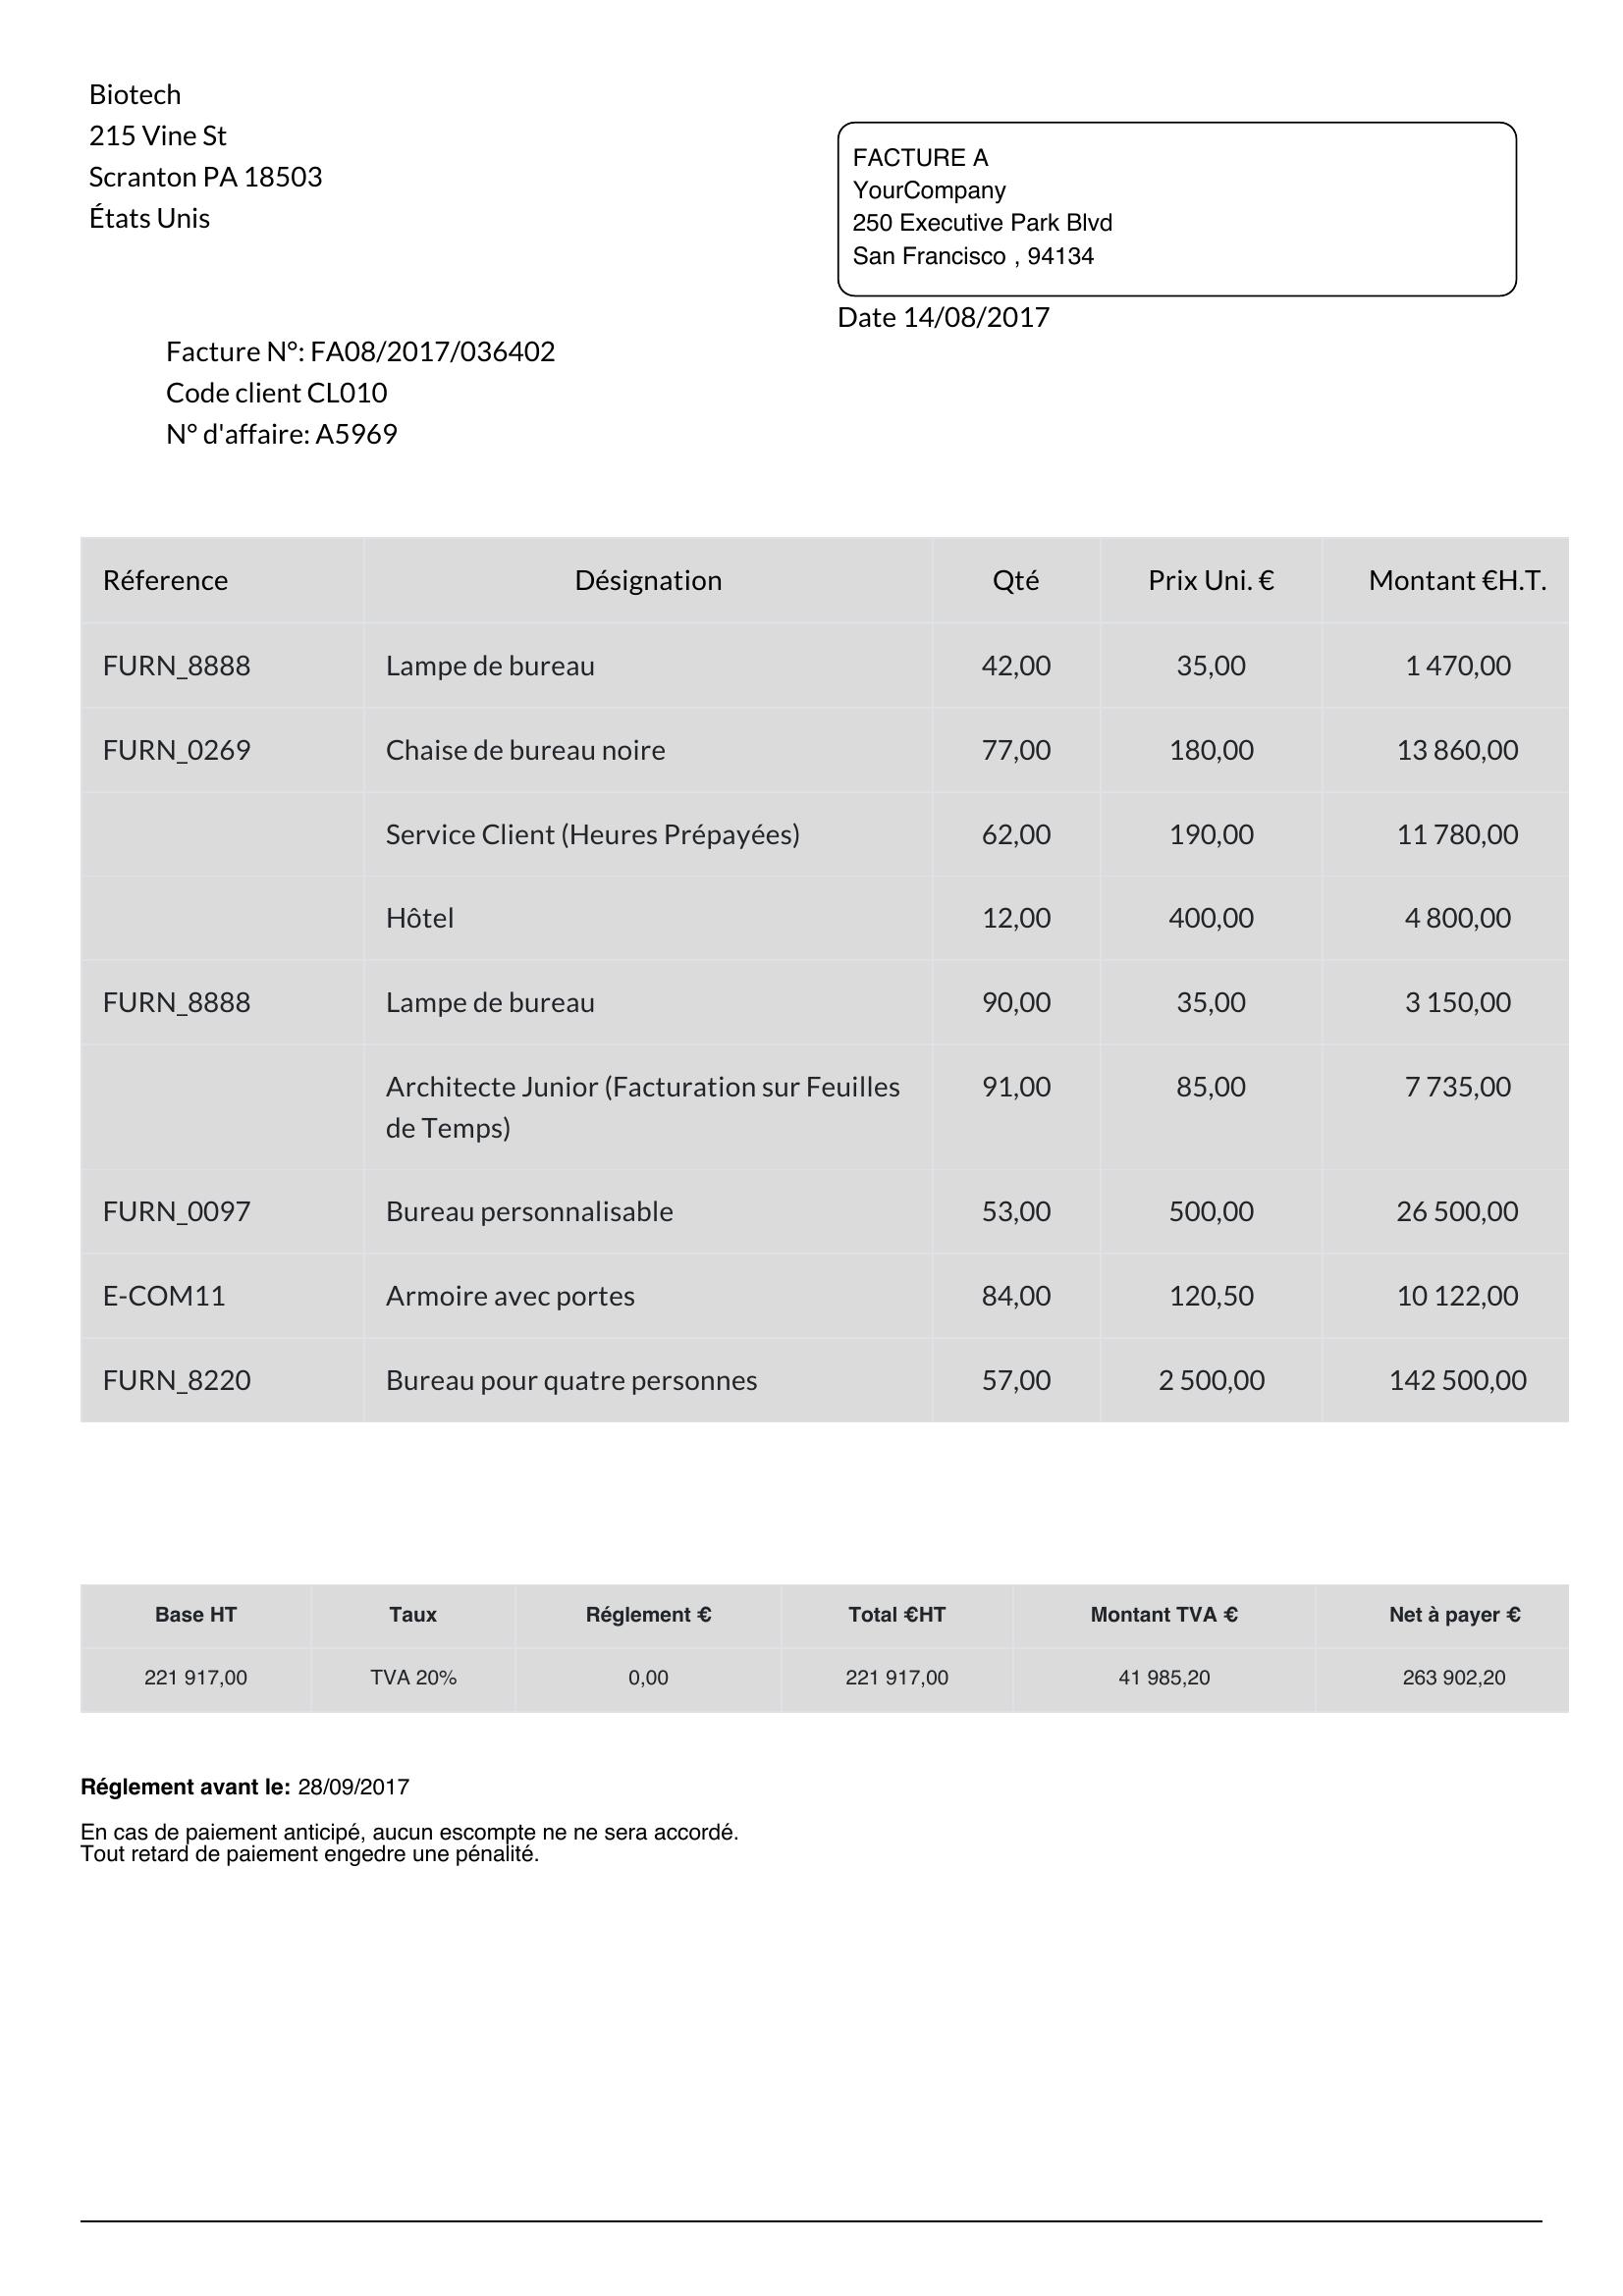 Biotech
215 Vine St
Scranton PA 18503
États Unis
FACTURE A
YourCompany
250 Executive Park Blvd
San Francisco , 94134
Date 14/08/2017
Facture N°: FA08/2017/036402
Code client CL010
N° d'affaire: A5969
Réference Désignation Qté Prix Uni. € Montant €H.T.
FURN_8888 Lampe de bureau 42,00 35,00 1 470,00
FURN_0269 Chaise de bureau noire 77,00 180,00 13 860,00
Service Client (Heures Prépayées) 62,00 190,00 11 780,00
Hôtel 12,00 400,00 4 800,00
FURN_8888 Lampe de bureau 90,00 35,00 3 150,00
Architecte Junior (Facturation sur Feuilles 91,00 85,00 7 735,00
de Temps)
FURN_0097 Bureau personnalisable 53,00 500,00 26 500,00
E-COM11 Armoire avec portes 84,00 120,50 10 122,00
FURN_8220 Bureau pour quatre personnes 57,00 2 500,00 142 500,00
Base HT Taux Réglement € Total €HT Montant TVA € Net à payer €
221 917,00 TVA 20% 0,00 221 917,00 41 985,20 263 902,20
Réglement avant le: 28/09/2017
En cas de paiement anticipé, aucun escompte ne ne sera accordé.
Tout retard de paiement engedre une pénalité.